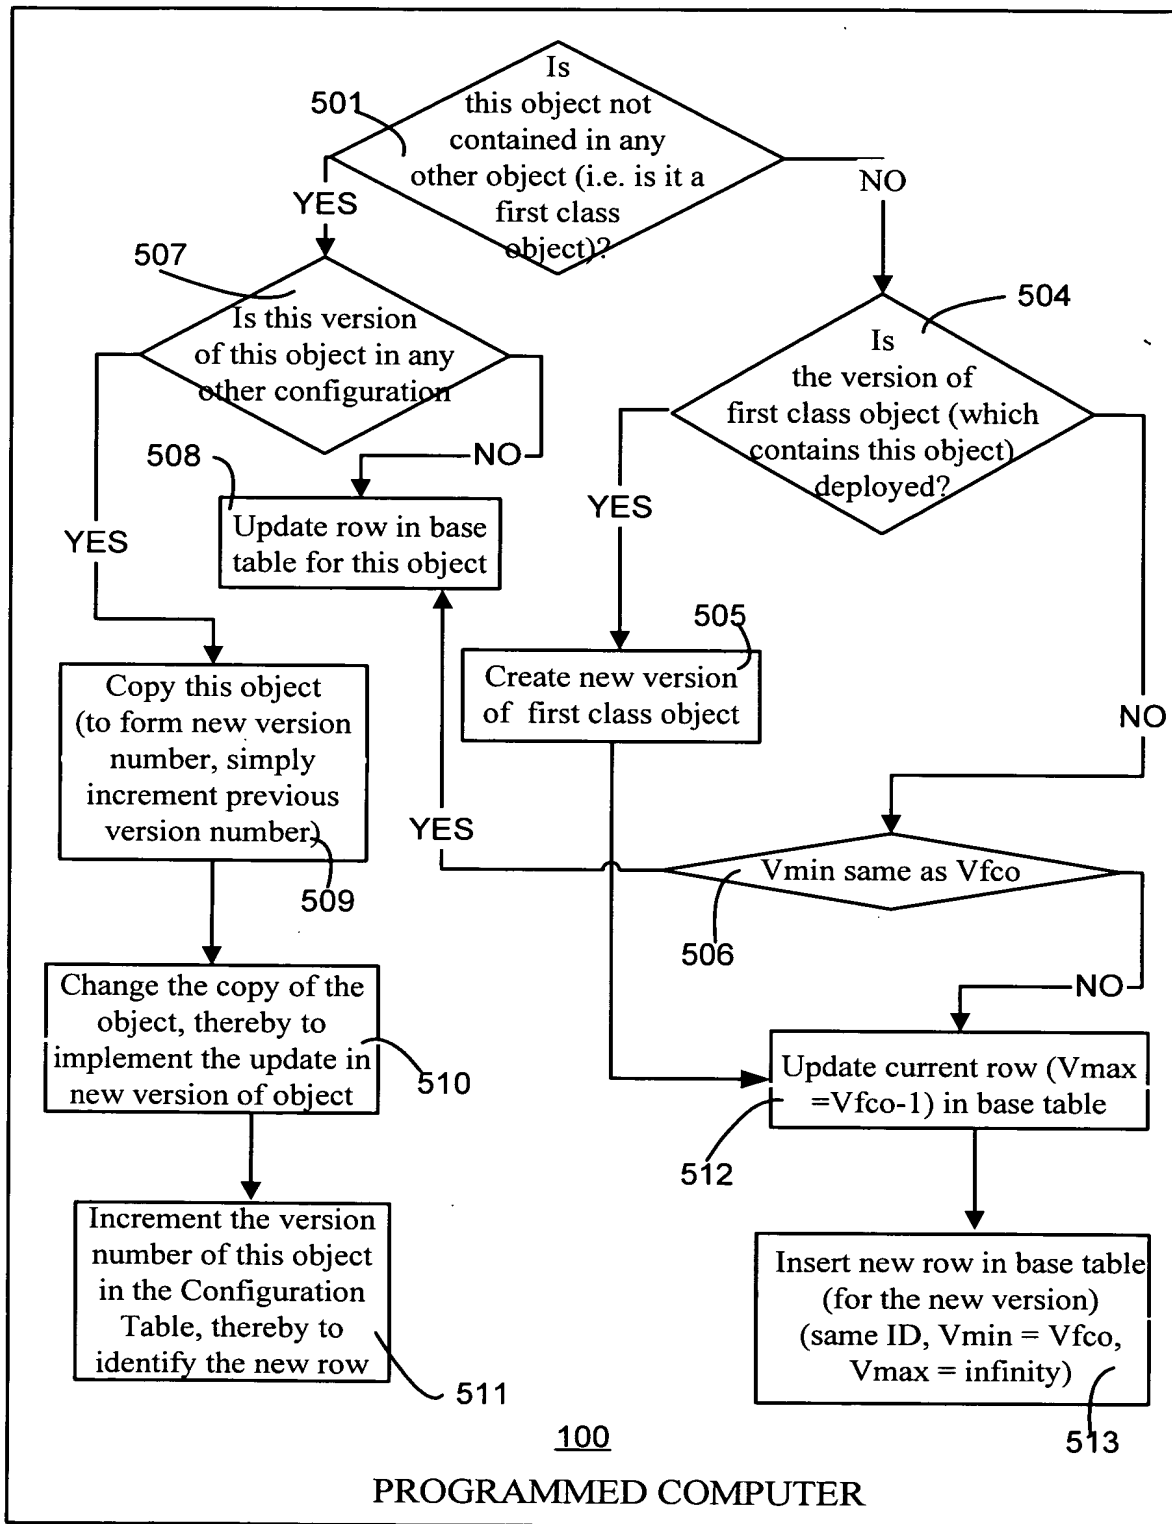 Is
this object not
contained in any
other object (i.e. is it a
first class
object)?
501
YES
NO
507
Is this version
of this object in any
other configuration
504
Is
the version of
first class object (which
contains this object)
deployed?
508
NO
YES
YES
Update row in base
table for this object
505
Create new version
of first class object
NO
Copy this object
(to form new version
number, simply
increment previous
version number)
509
YES
Vmin same as Vfco
506
NO
Change the copy of the
object, thereby to
implement the update in
new version of object
510
Update current row (Vmax
=Vfco-1) in base table
512
Increment the version
number of this object
in the Configuration
Table, thereby to
identify the new row
511
Insert new row in base table
(for the new version)
(same ID, Vmin = Vfco,
Vmax = infinity)
513
100
PROGRAMMED COMPUTER